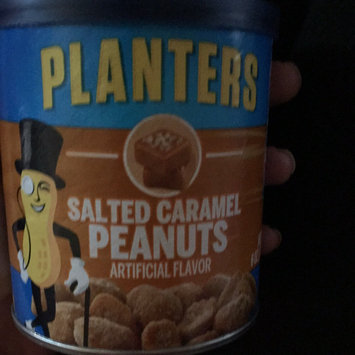 PLANTERS
SALTED CARAMEL
PEANUTS
ARTIFICIAL FLAVOR